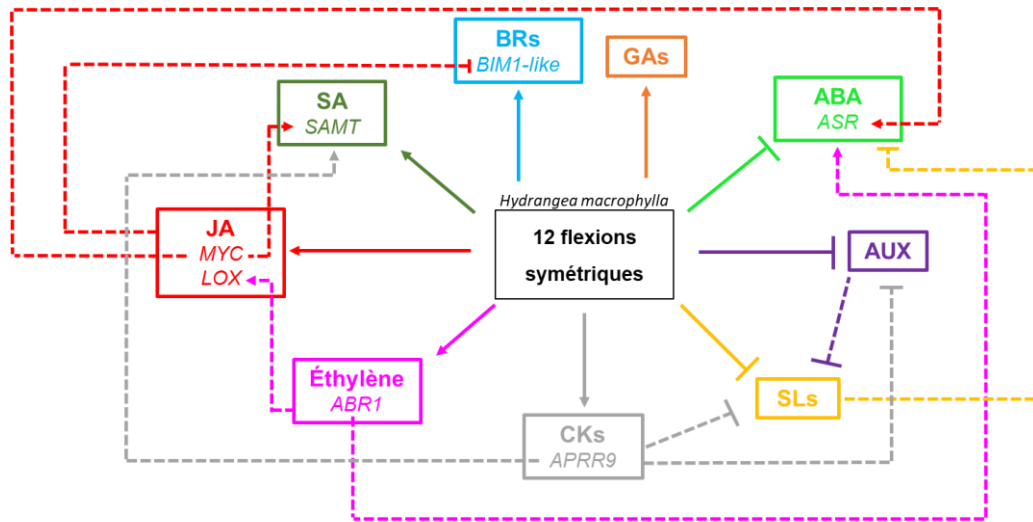 BRs
BIM1-like
GAs
SA
SAMT
ABA
ASR
Hydrangea macrophylla
12 flexions
symétriques
JA
MYC
LOX
AUX
Éthylène
ABR1
SLs
CKs
APRR9